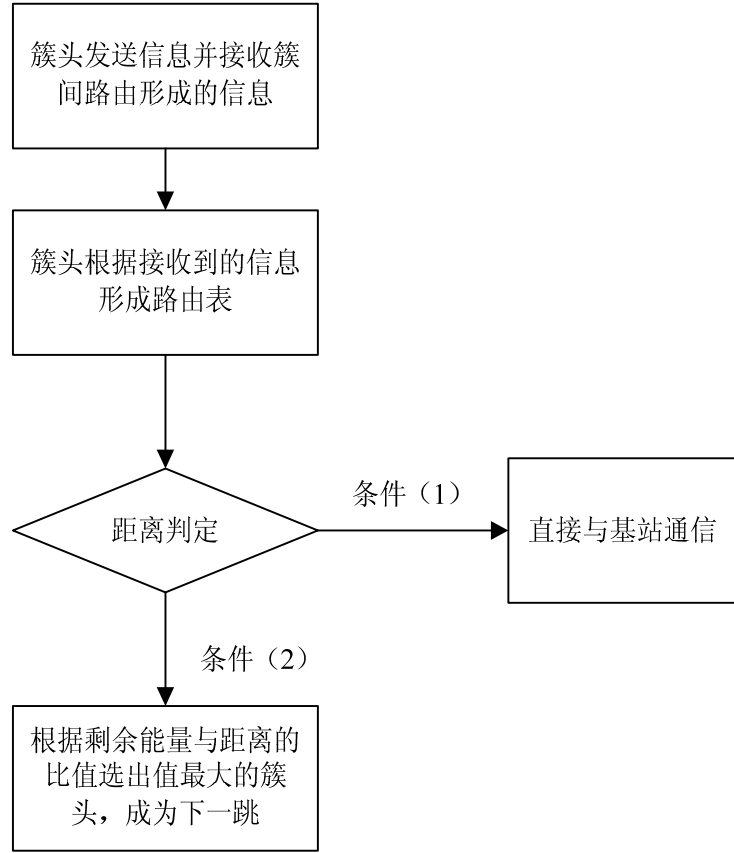 簇头发送信息并接收簇
间路由形成的信息
簇头根据接收到的信息
形成路由表
距离判定
条件（1）
直接与基站通信
条件（2）
根据剩余能量与距离的
比值选出值最大的簇
头，成为下一跳